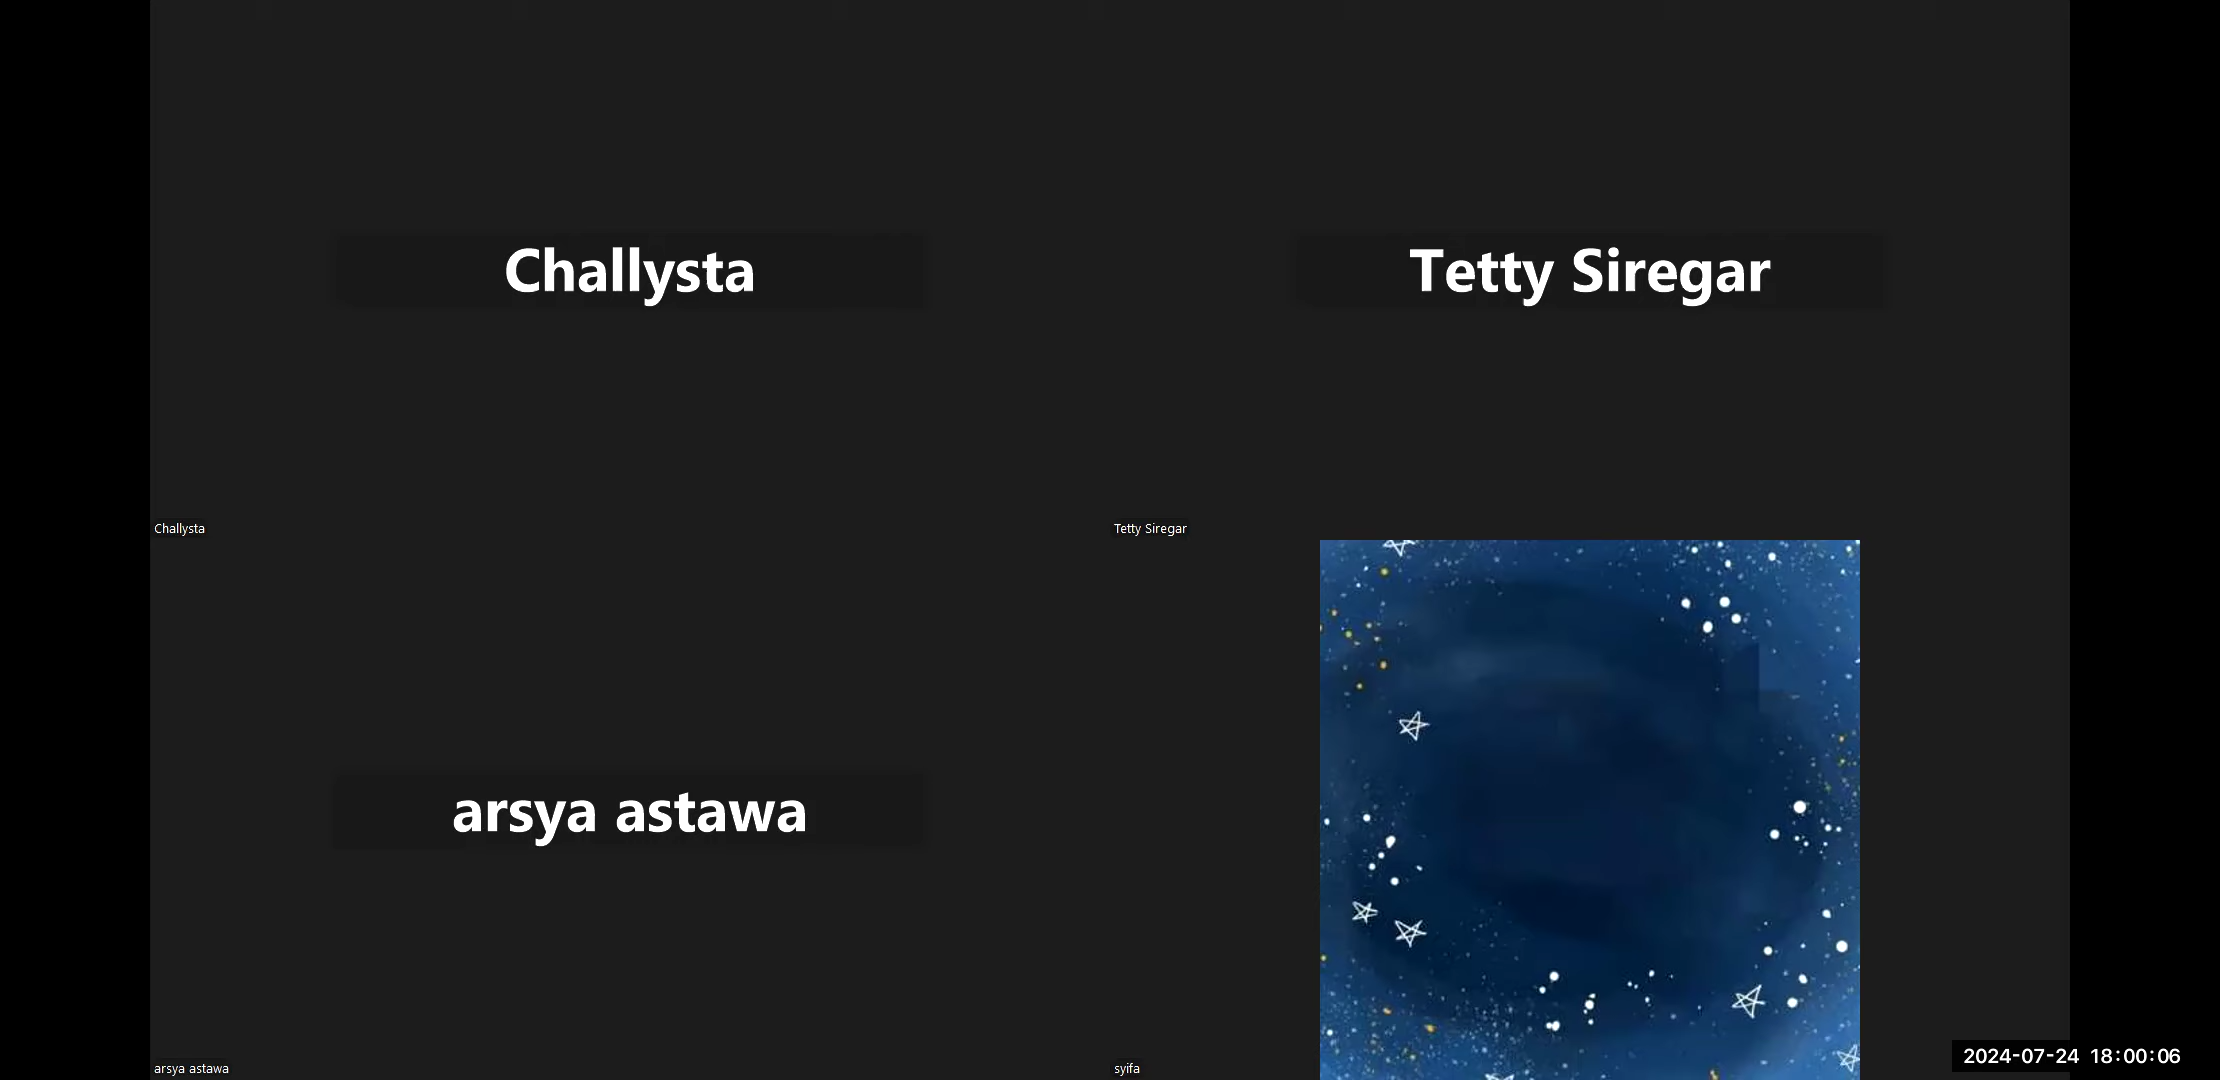 Challysta
Tetty Siregar
Challysta
Tetty Siregar
arsya astawa
arsya astawa
syifa
2024-07-24 18:00:06